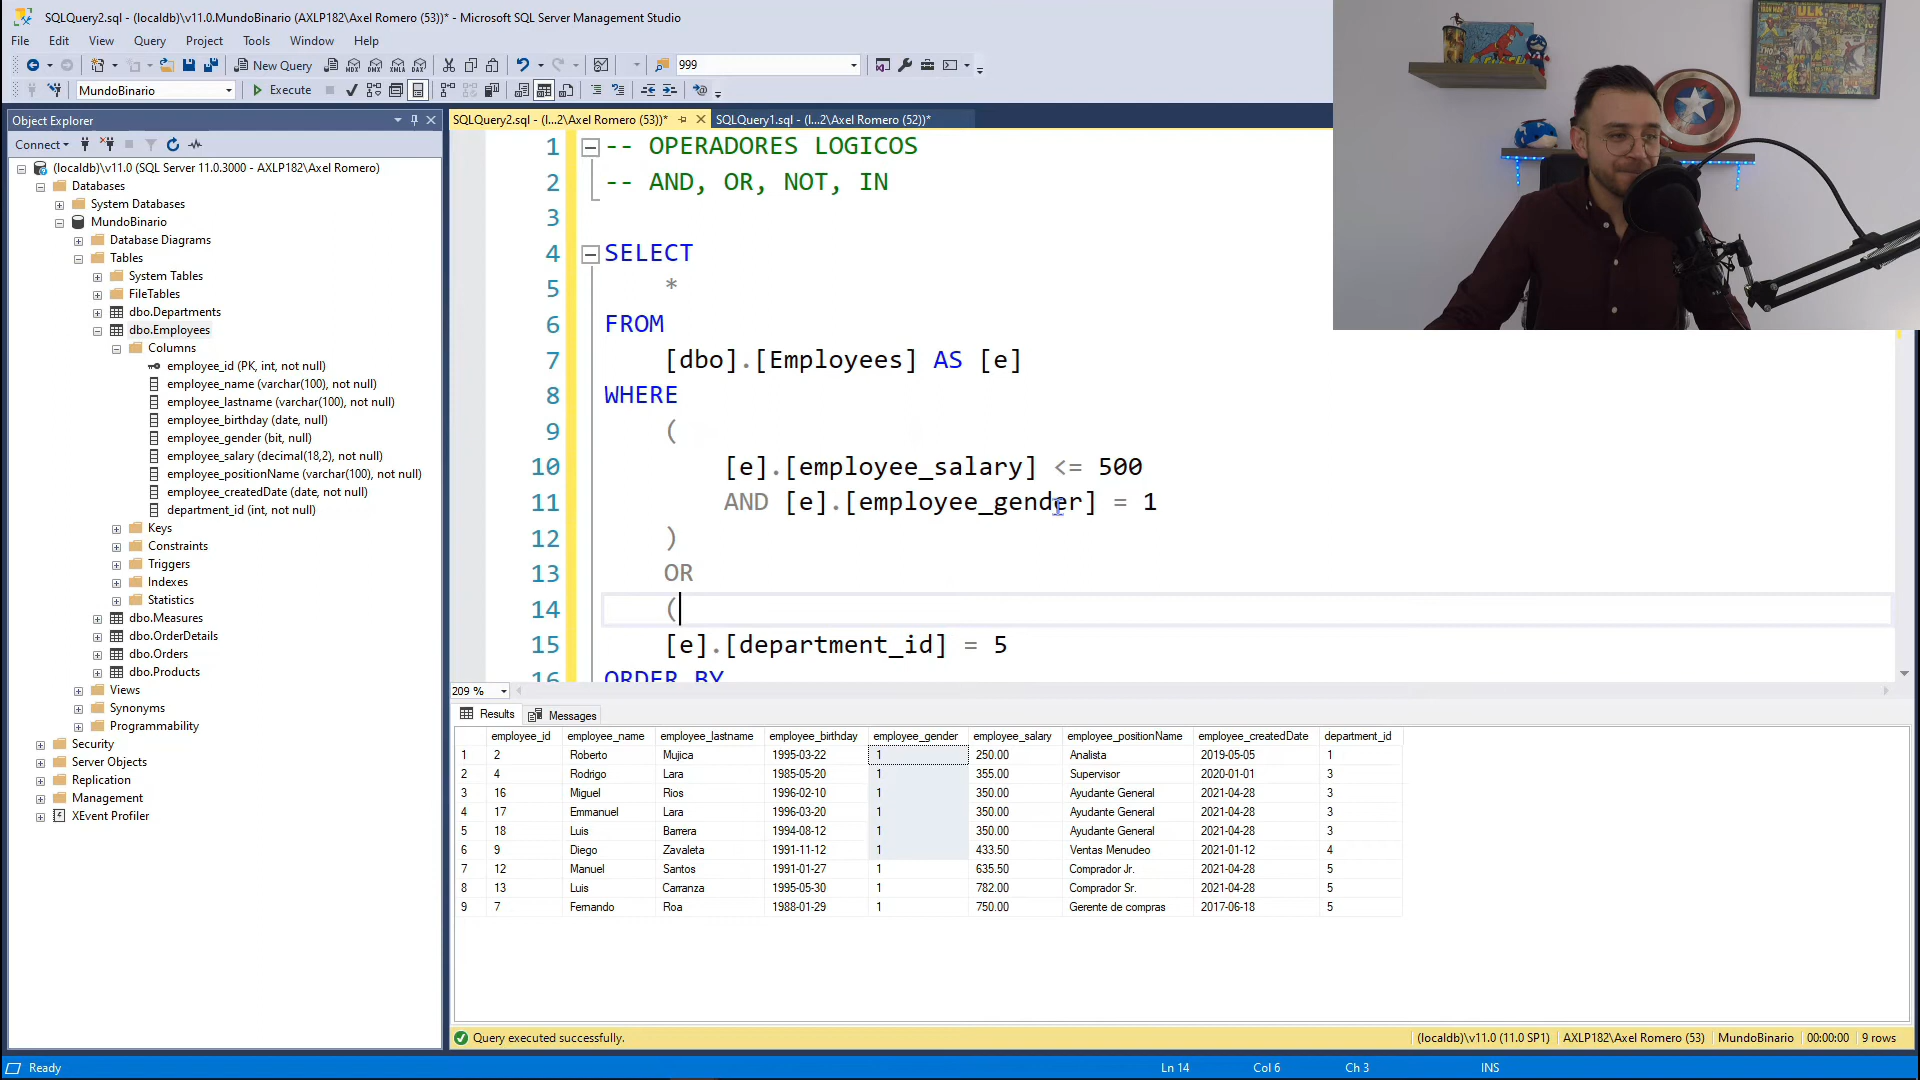 SQLQuery2.sql - (localdb)\v11.0.MundoBinario (AXLP182\Axel Romero (53))* - Microsoft SQL Server Management Studio
File Edit View Query Project Tools Window Help
New Query 999
MundoBinario Execute
Object Explorer
SQLQuery2.sql - (l...2\Axel Romero (53))* SQLQuery1.sql - (l...2\Axel Romero (52))*
Connect
(localdb)\v11.0 (SQL Server 11.0.3000 - AXLP182\Axel Romero)
Databases
System Databases
MundoBinario
Database Diagrams
Tables
System Tables
FileTables
dbo.Departments
dbo.Employees
Columns
employee_id (PK, int, not null)
employee_name (varchar(100), not null)
employee_lastname (varchar(100), not null)
employee_birthday (date, null)
employee_gender (bit, null)
employee_salary (decimal(18,2), not null)
employee_positionName (varchar(100), not null)
employee_createdDate (date, not null)
department_id (int, not null)
Keys
Constraints
Triggers
Indexes
Statistics
dbo.Measures
dbo.OrderDetails
dbo.Orders
dbo.Products
Views
Synonyms
Programmability
Security
Server Objects
Replication
Management
XEvent Profiler
1 -- OPERADORES LOGICOS
2 -- AND, OR, NOT, IN
3
4 SELECT
5 *
6 FROM
7 [dbo].[Employees] AS [e]
8 WHERE
9 (
10 [e].[employee_salary] <= 500
11 AND [e].[employee_gender] = 1
12 )
13 OR
14 (
15 [e].[department_id] = 5
16 ORDER BY
209 %
Results Messages
employee_id employee_name employee_lastname employee_birthday employee_gender employee_salary employee_positionName employee_createdDate department_id
1 2 Roberto Mujica 1995-03-22 1 250.00 Analista 2019-05-05 1
2 4 Rodrigo Lara 1985-05-20 1 355.00 Supervisor 2020-01-01 3
3 16 Miguel Rios 1996-02-10 1 350.00 Ayudante General 2021-04-28 3
4 17 Emmanuel Lara 1996-03-20 1 350.00 Ayudante General 2021-04-28 3
5 18 Luis Barrera 1994-08-12 1 350.00 Ayudante General 2021-04-28 3
6 9 Diego Zavaleta 1991-11-12 1 433.50 Ventas Menudeo 2021-01-12 4
7 12 Manuel Santos 1991-01-27 1 635.50 Comprador Jr. 2021-04-28 5
8 13 Luis Carranza 1995-05-30 1 782.00 Comprador Sr. 2021-04-28 5
9 7 Fernando Roa 1988-01-29 1 750.00 Gerente de compras 2017-06-18 5
Query executed successfully. (localdb)\v11.0 (11.0 SP1) AXLP182\Axel Romero (53) MundoBinario 00:00:00 9 rows
Ready Ln 14 Col 6 Ch 3 INS